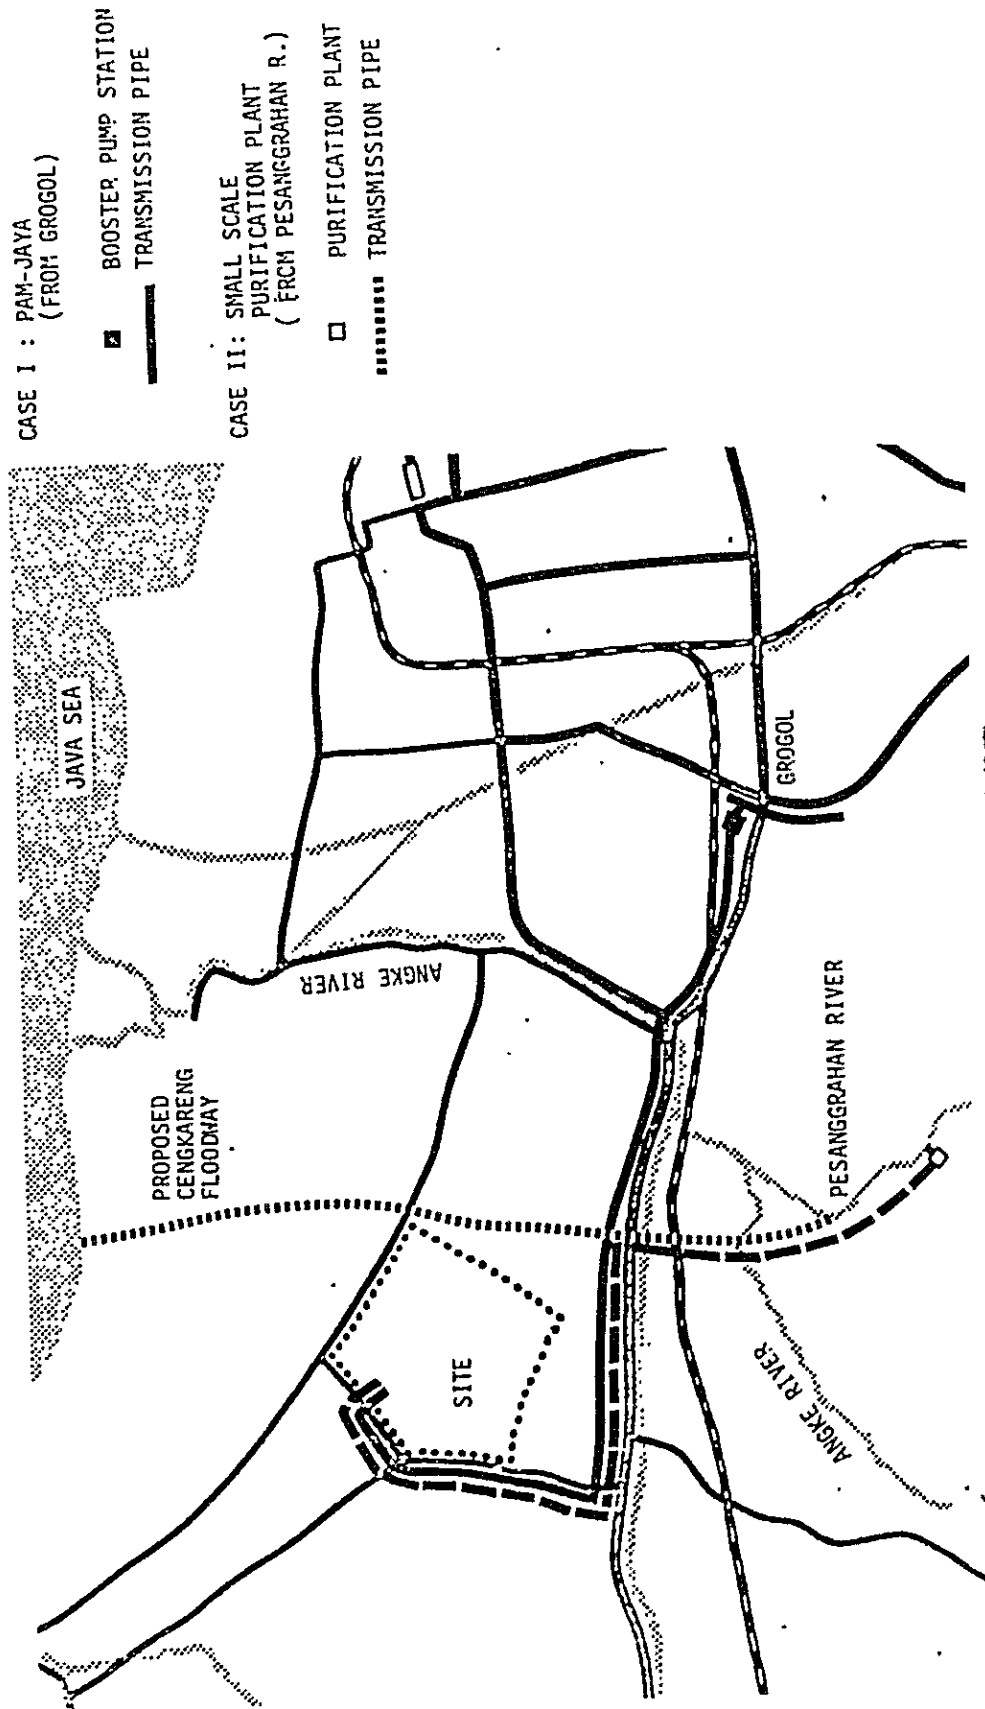 CASE I : PAM-JAYA
(FROM GROGOL)
BOOSTER PUMP STATION
TRANSMISSION PIPE
CASE II: SMALL SCALE
PURIFICATION PLANT
( FRCM PESANGGRAHAN R.)
PURIFICATION PLANT
TRANSMISSION PIPE
JAVA SEA
ANGKE RIVER
PROPOSED
CENGKARENG
FLOODWAY
GROGOL
SITE
PESANGGRAHAN RIVER
ANGKE RIVER